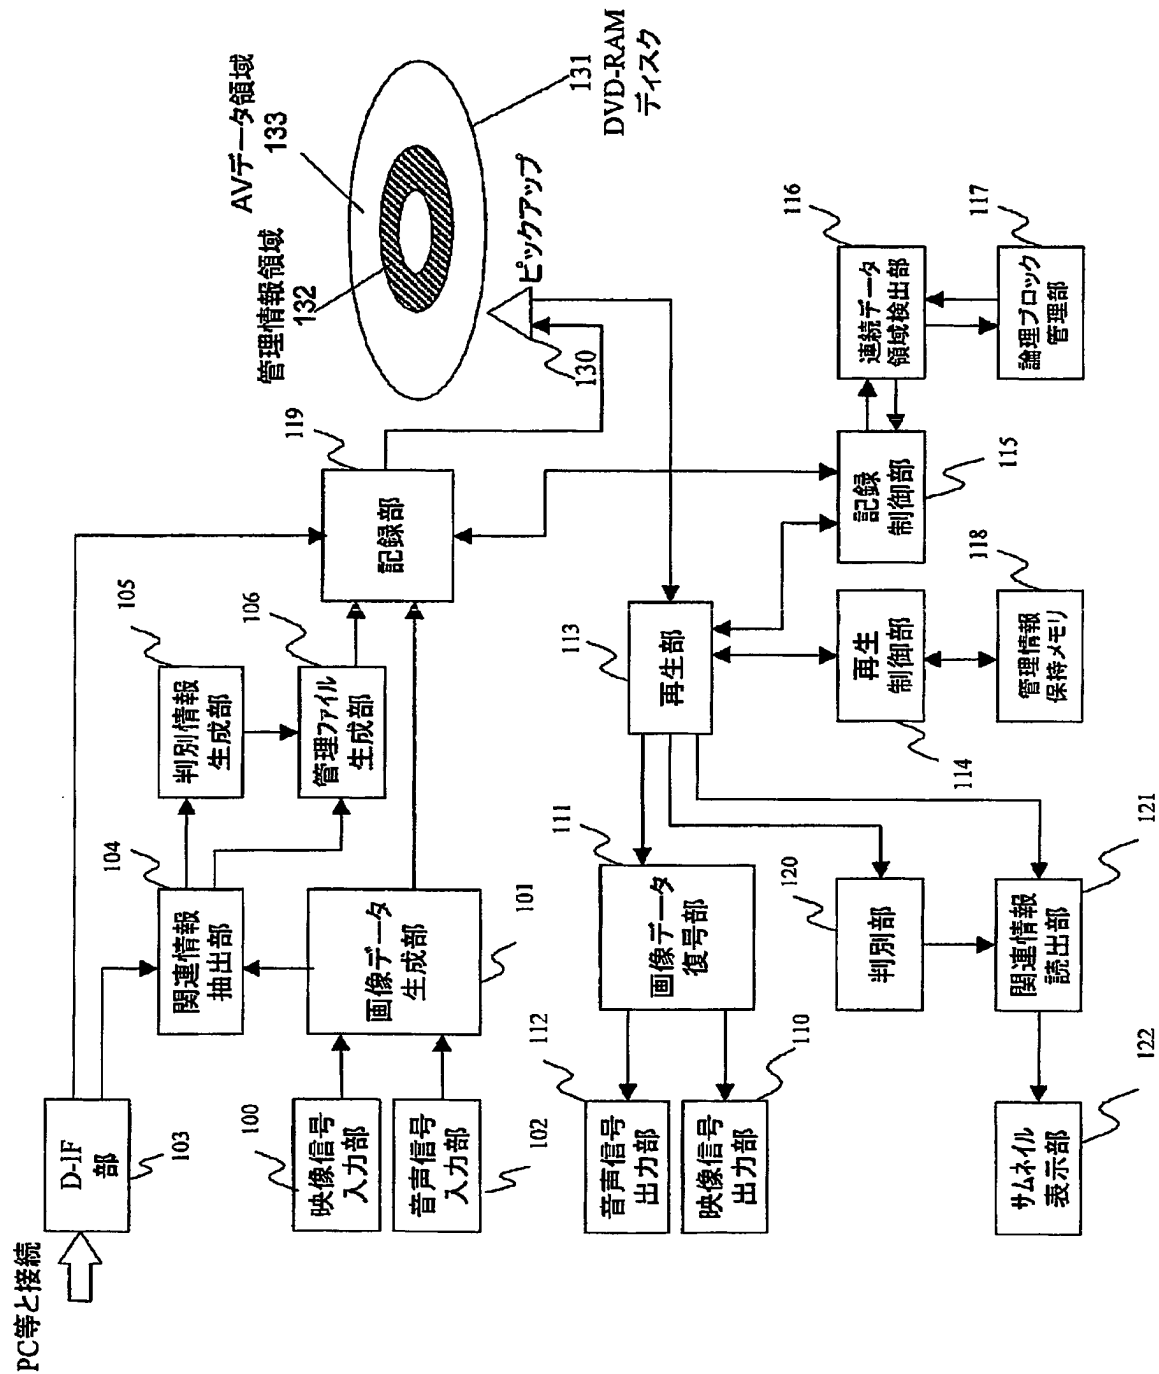 PC等と接続
D-IF
部
103
映像信号
入力部
100
音声信号
入力部
102
関連情報
抽出部
104
画像データ
生成部
101
判別情報
生成部
105
管理ファイル
生成部
106
記録部
119
AVデータ領域
133
管理情報領域
132
131
DVD-RAM
ディスク
ピックアップ
130
音声信号
出力部
112
映像信号
出力部
110
画像データ
復号部
111
再生部
113
判別部
120
関連情報
読出部
121
サムネイル
表示部
122
再生
制御部
114
管理情報
保持メモリ
118
記録
制御部
115
連続データ
領域検出部
116
論理ブロック
管理部
117